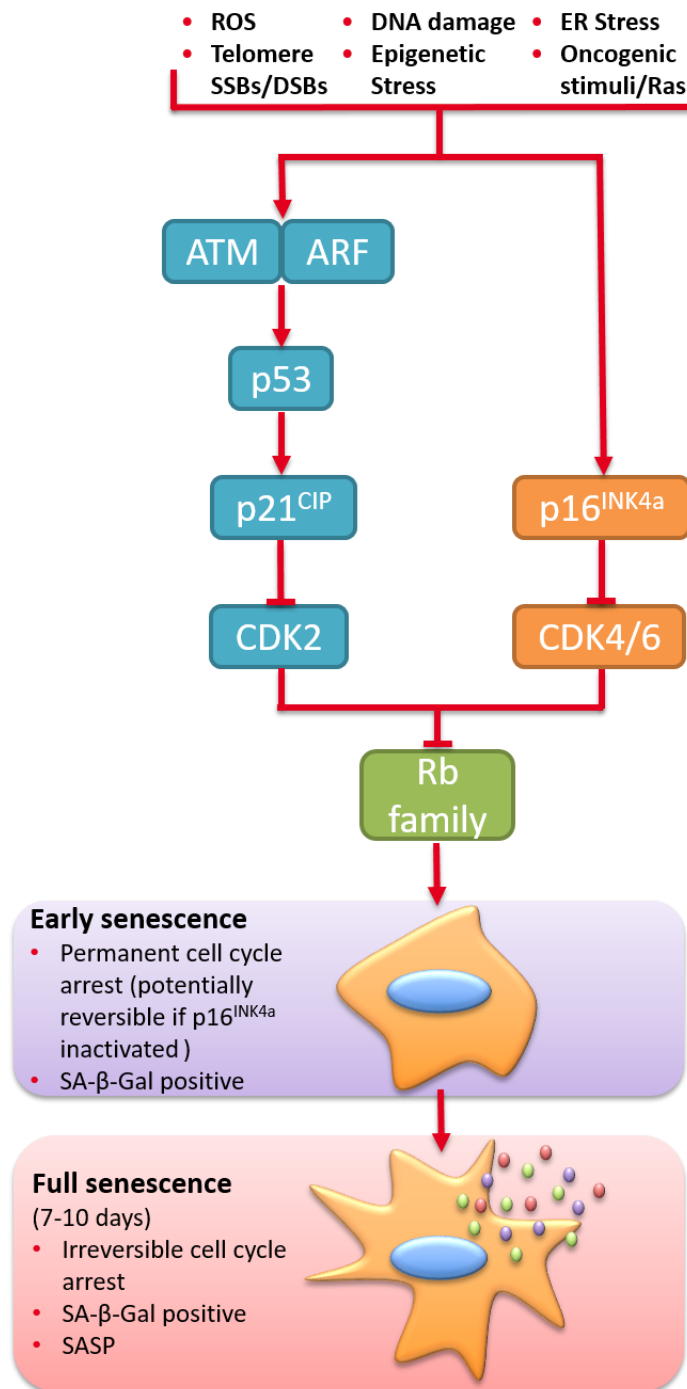 • ROS
• Telomere
SSBs/DSBs
• DNA damage
• Epigenetic
Stress
• ER Stress
• Oncogenic
stimuli/Ras
ATM
ARF
p53
p21CIP
p16INK4a
CDK2
CDK4/6
Rb
family
Early senescence
• Permanent cell cycle
arrest (potentially
reversible if p16INK4a
inactivated )
• SA-β-Gal positive
Full senescence
(7-10 days)
• Irreversible cell cycle
arrest
• SA-β-Gal positive
• SASP